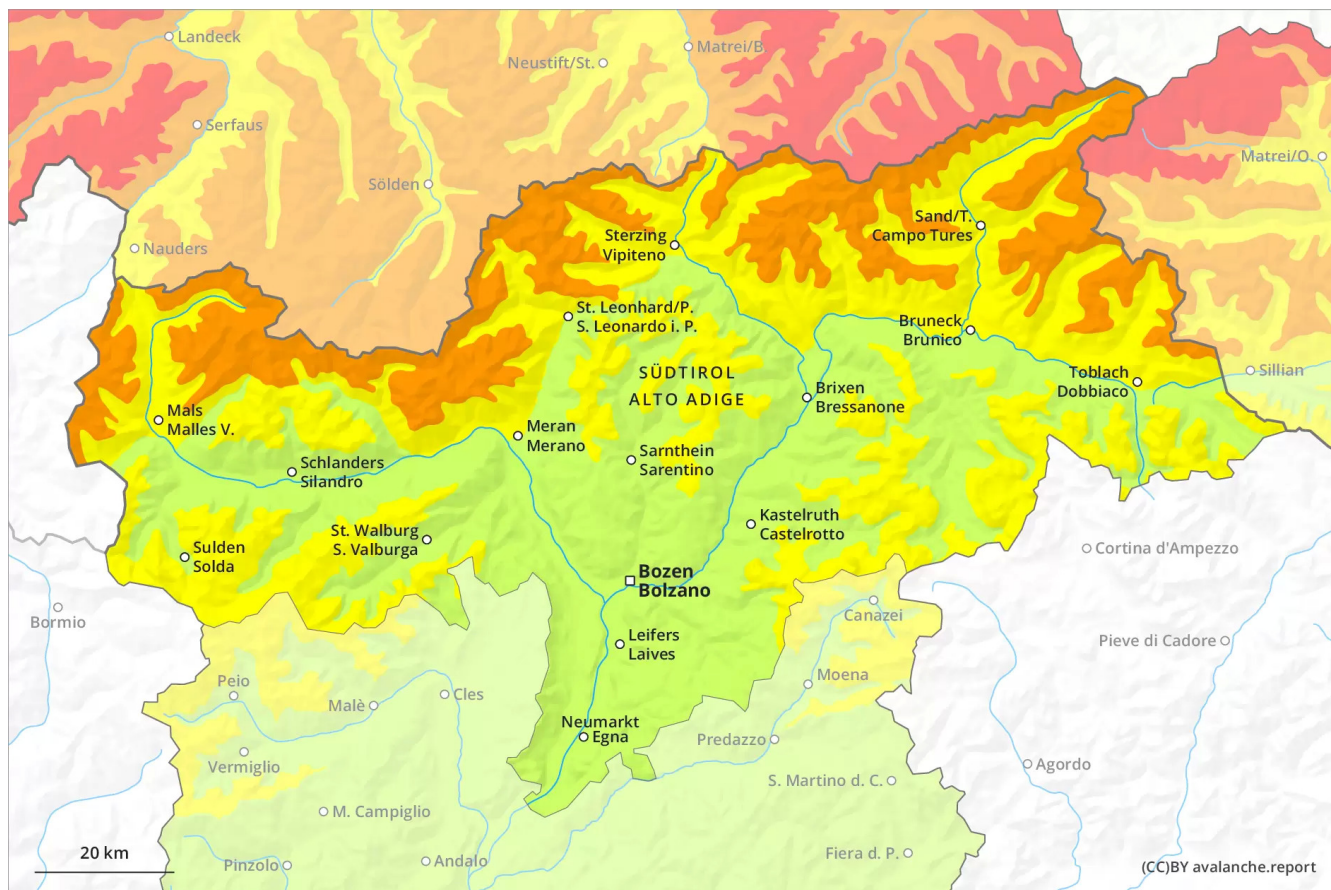 Landeck
Matrei/B
Neustift/St.
Serfaus
Matrei/O.
Sölden
Sand/T.
Campo Tures
Nauders
Sterzing
Vipiteno
St. Leonhard/P.
S. Leonardo i. P.
Bruneck
Brunico
SÜDTIROL
ALTO ADIGE
Toblach
Dobbiaco
Sillian
Brixen
Bressanone
Mals
Malles V.
Meran
Merano
Schlanders
Silandro
Sarnthein
Sarentino
Kastelruth
Castelrotto
St. Walburg
S. Valburga
Sulden
Solda
Cortina d'Ampezzo
Bozen
Bolzano
Bormio
Canazei
Leifers
Laives
Pieve di Cadore
Peio
Malè
Cles
Moena
Neumarkt
Egna
Predazzo
Vermiglio
Agordo
S. Martino d. C.
M. Campiglio
20 km
Pinzolo
Andalo
Fiera d. P.
(CC)BY avalanche.report